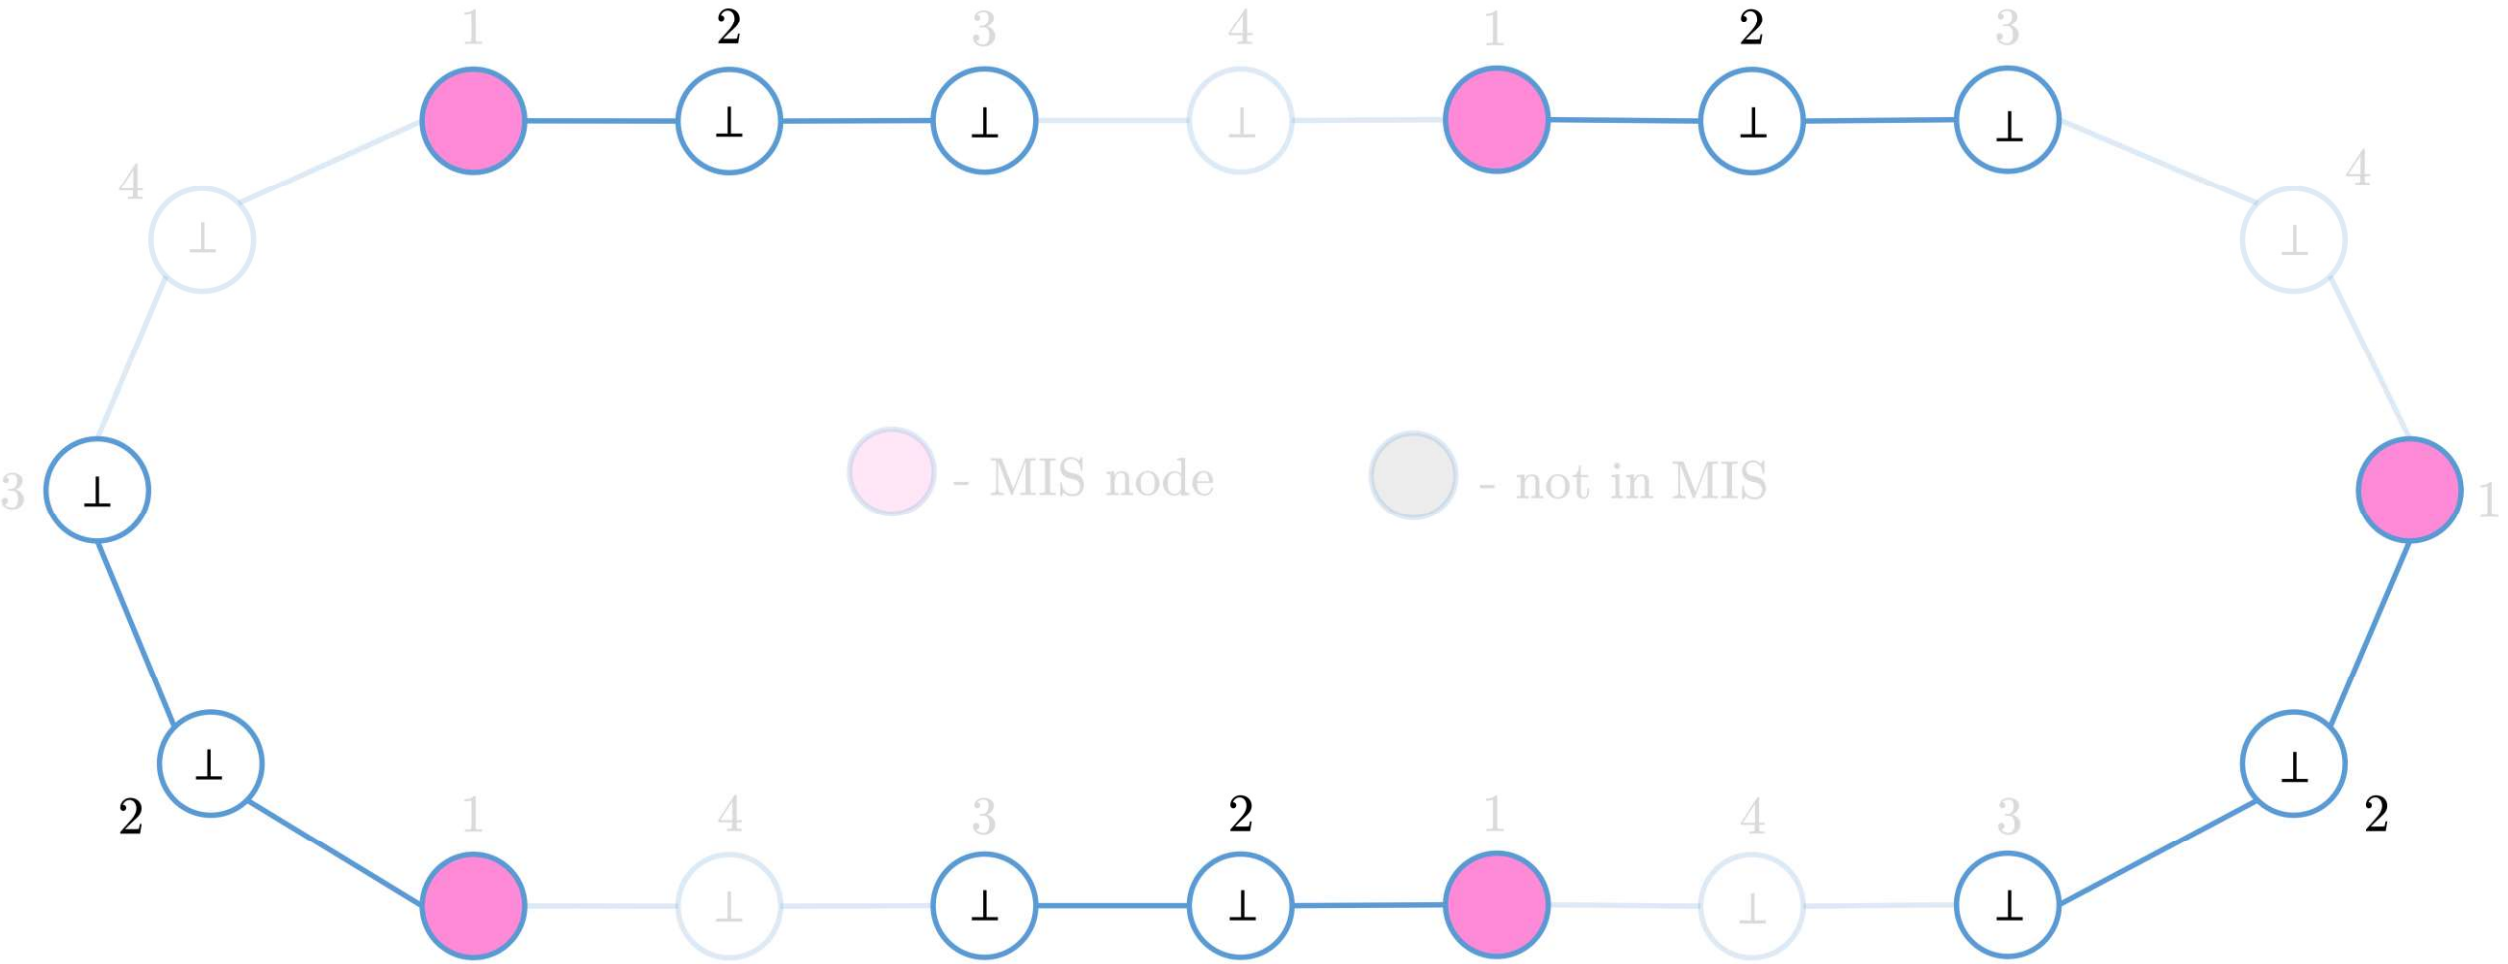 1 2 3 4 1 2 3
⊥ ⊥ ⊥ ⊥ ⊥
4 4
⊥ ⊥
- MIS node - not in MIS
3 ⊥ 1
⊥ ⊥
2 1 4 3 2 1 4 3 2
⊥ ⊥ ⊥ ⊥ ⊥